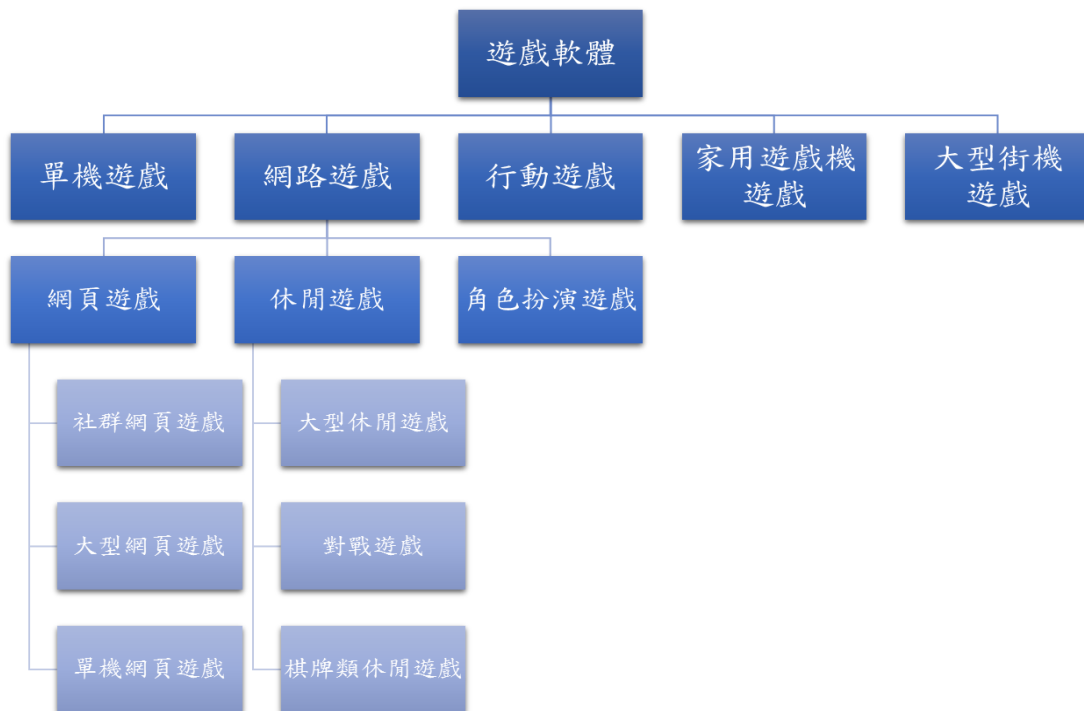 遊戲軟體
單機遊戲
網路遊戲
行動遊戲
家用遊戲機
遊戲
大型街機
遊戲
網頁遊戲
休閒遊戲
角色扮演遊戲
社群網頁遊戲
大型休閒遊戲
大型網頁遊戲
對戰遊戲
單機網頁遊戲
棋牌類休閒遊戲